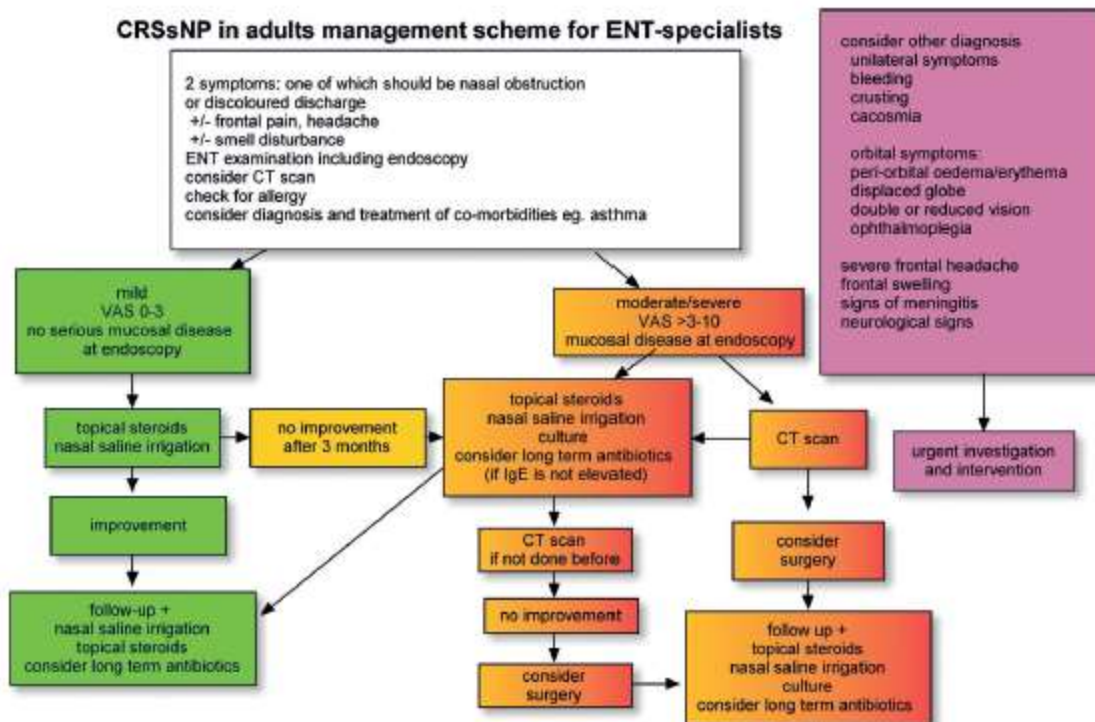 CRSsNP in adults management scheme for ENT-specialists
2 symptoms: one of which should be nasal obstruction
or discoloured discharge
+/- frontal pain, headache
+/- smell disturbance
ENT examination including endoscopy
consider CT scan
check for allergy
consider diagnosis and treatment of co-morbidities eg. asthma
consider other diagnosis
unilateral symptoms
bleeding
crusting
cacosmia
orbital symptoms:
peri-orbital oedema/erythema
displaced globe
double or reduced vision
ophthalmoplegia
severe frontal headache
frontal swelling
signs of meningitis
neurological signs
mild
VAS 0-3
no serious mucosal disease
at endoscopy
moderate/severe
VAS >3-10
mucosal disease at endoscopy
topical steroids
nasal saline irrigation
no improvement
after 3 months
topical steroids
nasal saline irrigation
culture
consider long term antibiotics
(if IgE is not elevated)
CT scan
urgent investigation
and intervention
improvement
CT scan
if not done before
consider
surgery
follow-up +
nasal saline irrigation
topical steroids
consider long term antibiotics
no improvement
consider
surgery
follow up +
topical steroids
nasal saline irrigation
culture
consider long term antibiotics